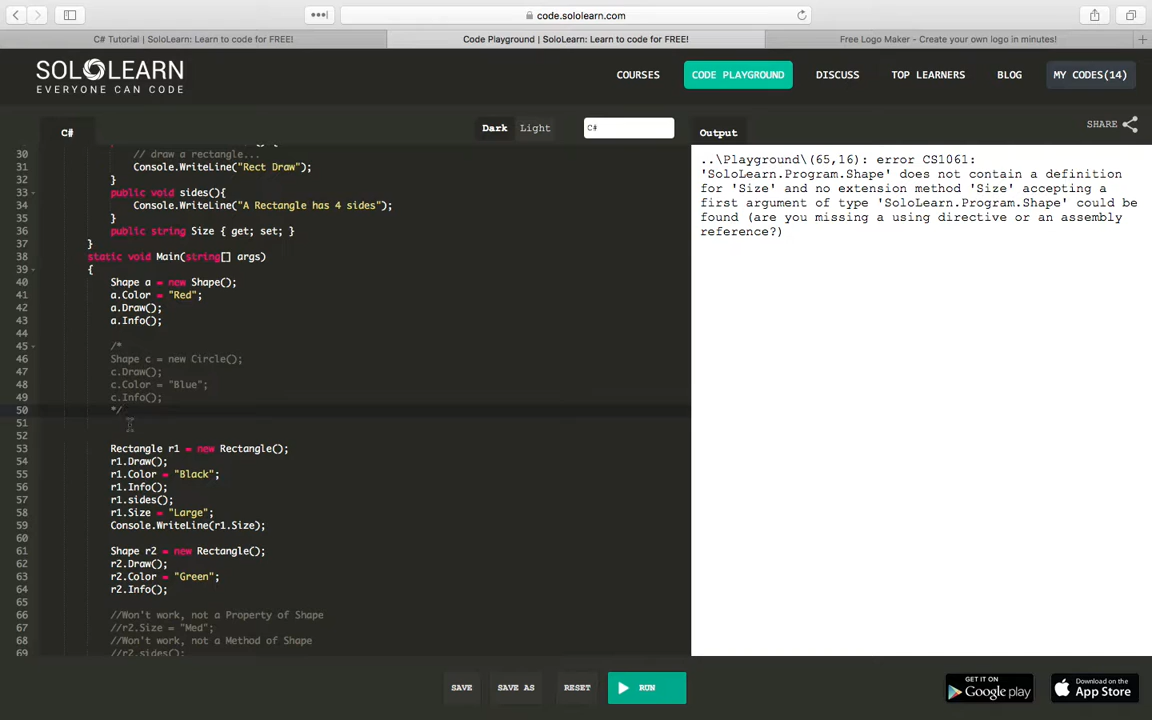 code.sololearn.com
C# Tutorial | SoloLearn: Learn to code for FREE!
Code Playground | SoloLearn: Learn to code for FREE!
Free Logo Maker - Create your own logo in minutes!
SOLOLEARN
EVERYONE CAN CODE
COURSES
CODE PLAYGROUND
DISCUSS
TOP LEARNERS
BLOG
MY CODES(14)
C#
Dark
Light
C#
Output
SHARE
30 // draw a rectangle...
31 Console.WriteLine("Rect Draw");
32 }
33 public void sides(){
34 Console.WriteLine("A Rectangle has 4 sides");
35 }
36 public string Size { get; set; }
37 }
38 static void Main(string[] args)
39 {
40 Shape a = new Shape();
41 a.Color = "Red";
42 a.Draw();
43 a.Info();
44
45 /*
46 Shape c = new Circle();
47 c.Draw();
48 c.Color = "Blue";
49 c.Info();
50 */
51
52
53 Rectangle r1 = new Rectangle();
54 r1.Draw();
55 r1.Color = "Black";
56 r1.Info();
57 r1.sides();
58 r1.Size = "Large";
59 Console.WriteLine(r1.Size);
60
61 Shape r2 = new Rectangle();
62 r2.Draw();
63 r2.Color = "Green";
64 r2.Info();
65
66 //Won't work, not a Property of Shape
67 //r2.Size = "Med";
68 //Won't work, not a Method of Shape
69 //r2.sides();
..\Playground\(65,16): error CS1061:
'SoloLearn.Program.Shape' does not contain a definition
for 'Size' and no extension method 'Size' accepting a
first argument of type 'SoloLearn.Program.Shape' could be
found (are you missing a using directive or an assembly
reference?)
SAVE
SAVE AS
RESET
RUN
GET IT ON
Google play
Download on the
App Store